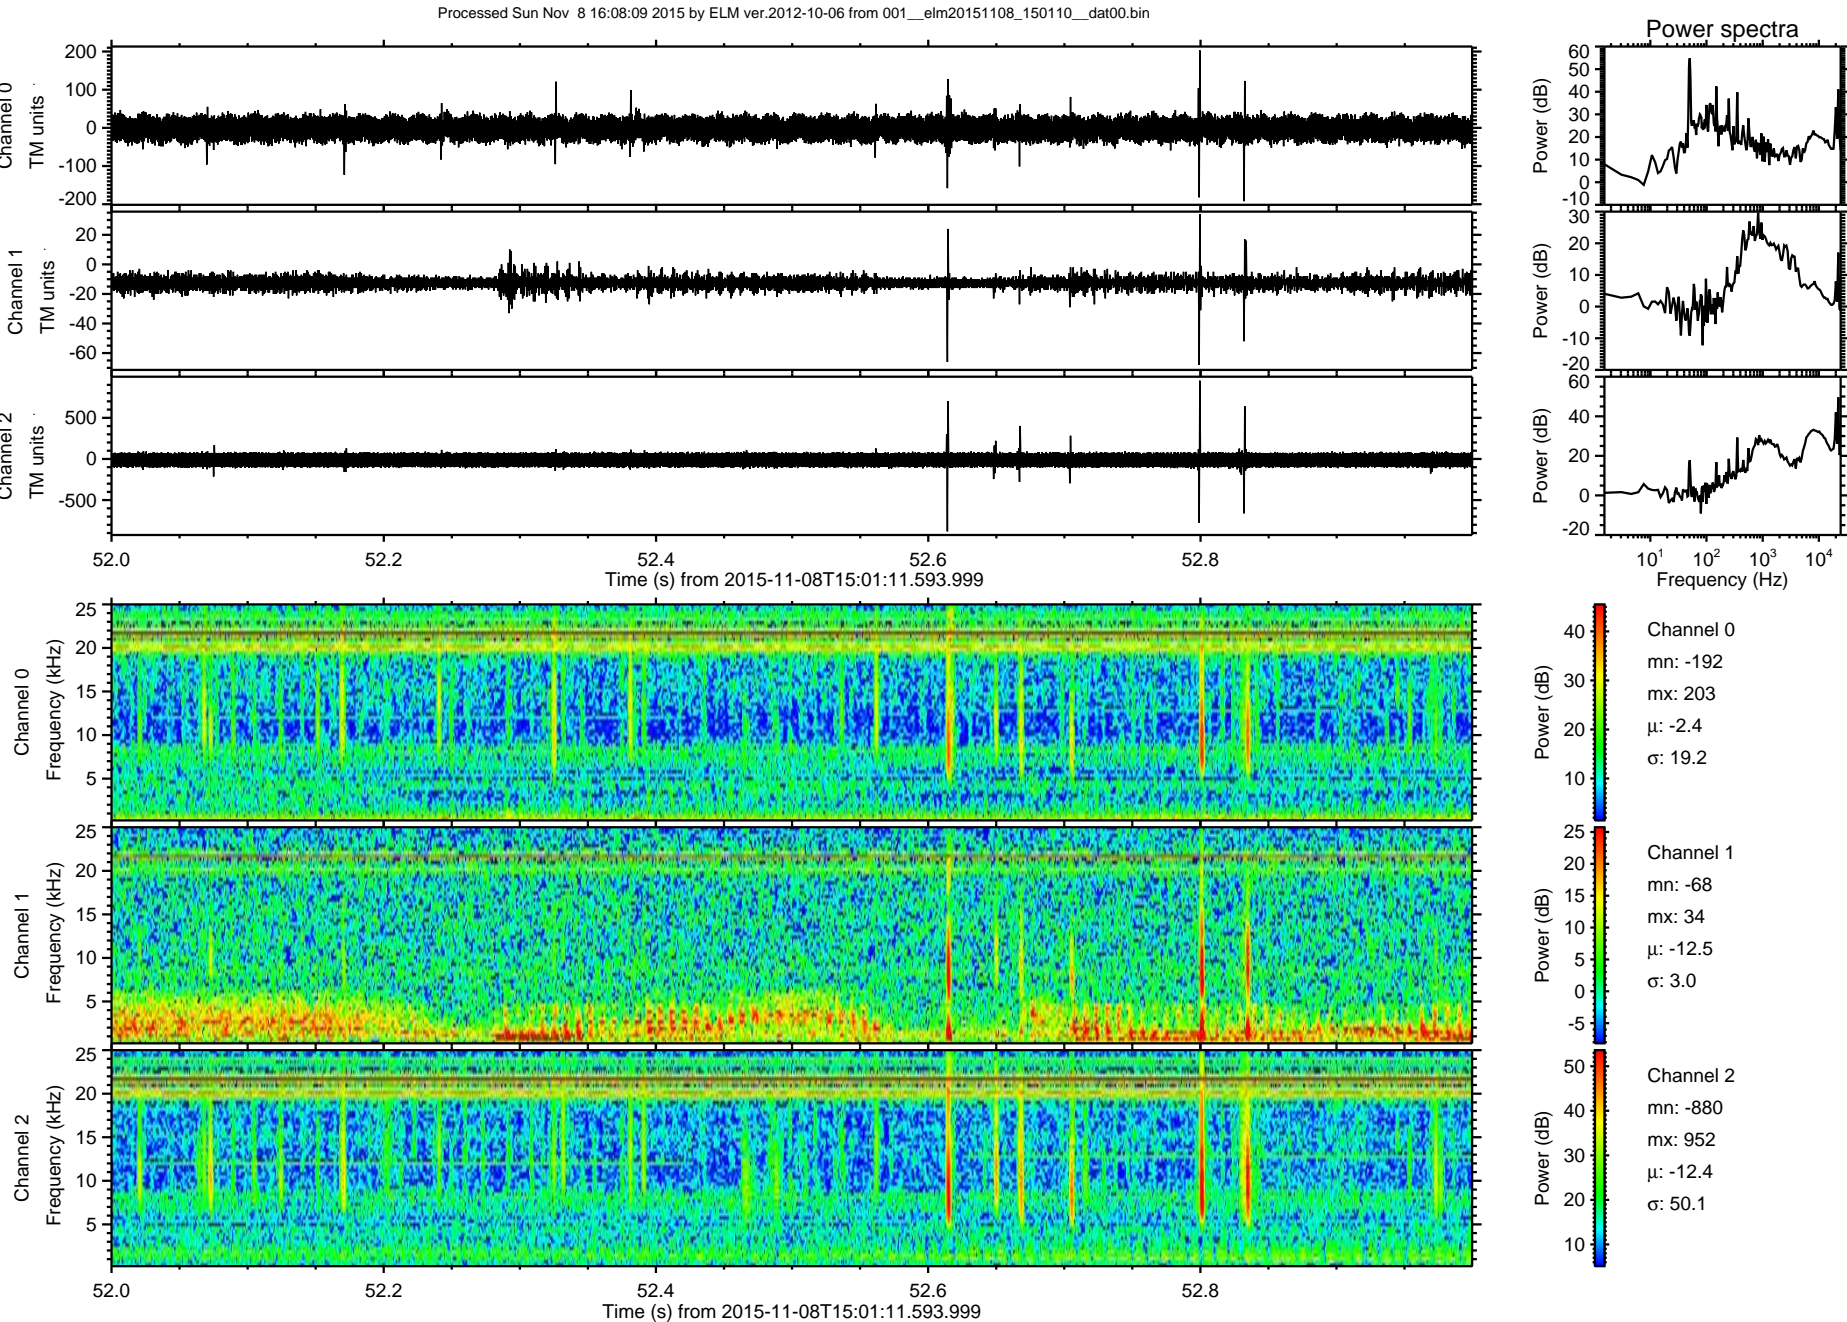 Processed Sun Nov  8 16:08:09 2015 by ELM ver.2012-10-06 from 001__elm20151108_150110__dat00.bin
Power spectra
Channel 0
TM units
200
100
0
-100
-200
Power (dB)
60
50
40
30
20
10
0
-10
Channel 1
TM units
20
0
-20
-40
-60
Power (dB)
30
20
10
0
-10
-20
Channel 2
TM units
500
0
-500
Power (dB)
60
40
20
0
-20
52.0 52.2 52.4 52.6 52.8
Time (s) from 2015-11-08T15:01:11.593.999
10¹ 10² 10³ 10⁴
Frequency (Hz)
Channel 0
Frequency (kHz)
25
20
15
10
5
Power (dB)
40
30
20
10
Channel 0
mn: -192
mx: 203
μ: -2.4
σ: 19.2
Channel 1
Frequency (kHz)
25
20
15
10
5
Power (dB)
25
20
15
10
5
0
-5
Channel 1
mn: -68
mx: 34
μ: -12.5
σ: 3.0
Channel 2
Frequency (kHz)
25
20
15
10
5
Power (dB)
50
40
30
20
10
Channel 2
mn: -880
mx: 952
μ: -12.4
σ: 50.1
52.0 52.2 52.4 52.6 52.8
Time (s) from 2015-11-08T15:01:11.593.999